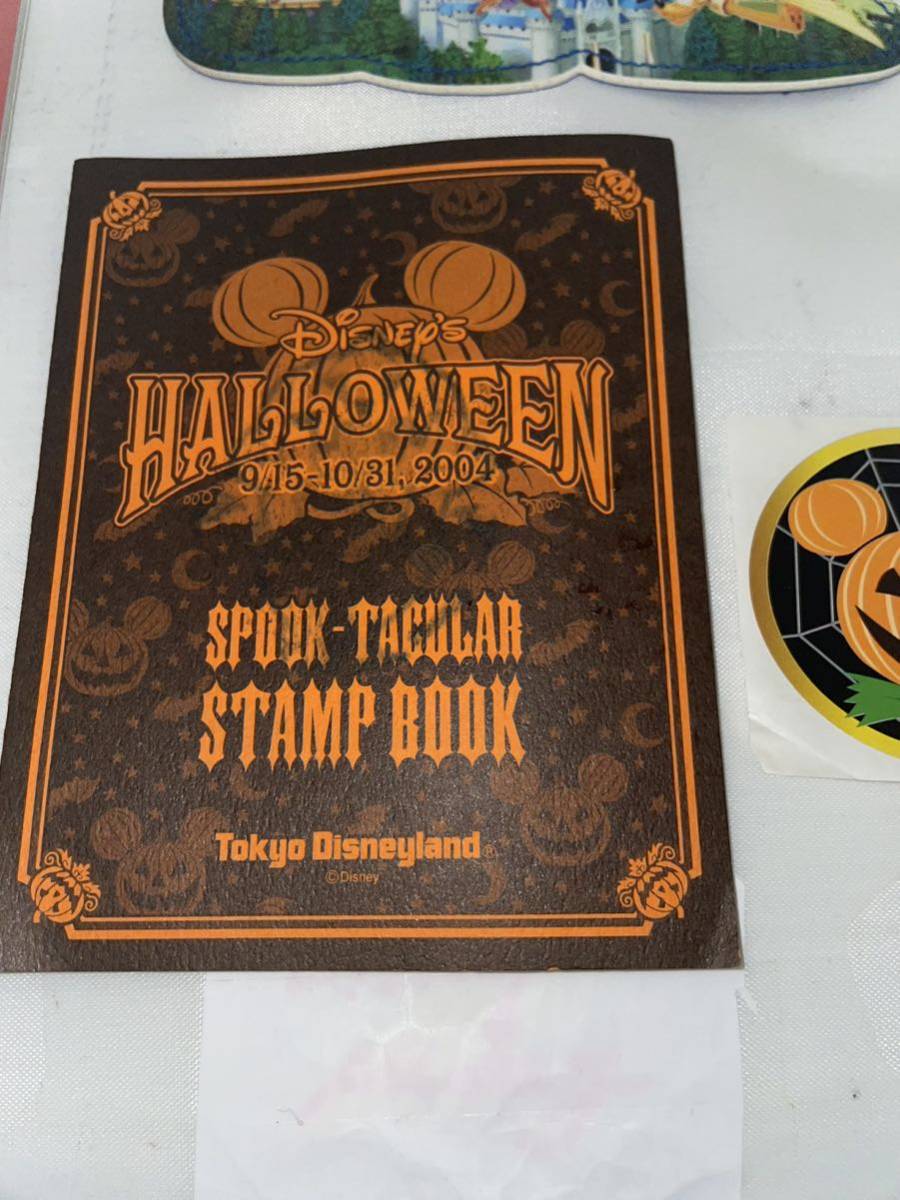 Disney's
HALLOWEEN
9/15-10/31, 2004
SPOOK-TACULAR
STAMP BOOK
Tokyo Disneyland®
©Disney